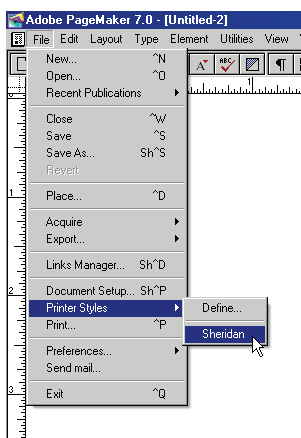 Adobe PageMaker 7.0 - [Untitled-2]
File Edit Layout Type Element Utilities View
New... ^N
Open... ^O
Recent Publications
Close ^W
Save ^S
Save As... Sh^S
Revert
Place... ^D
Acquire
Export...
Links Manager... Sh^D
Document Setup... Sh^P
Printer Styles
Define...
Print... ^P
Sheridan
Preferences...
Send mail...
Exit ^Q
A
ABC
¶
1
1
2
3